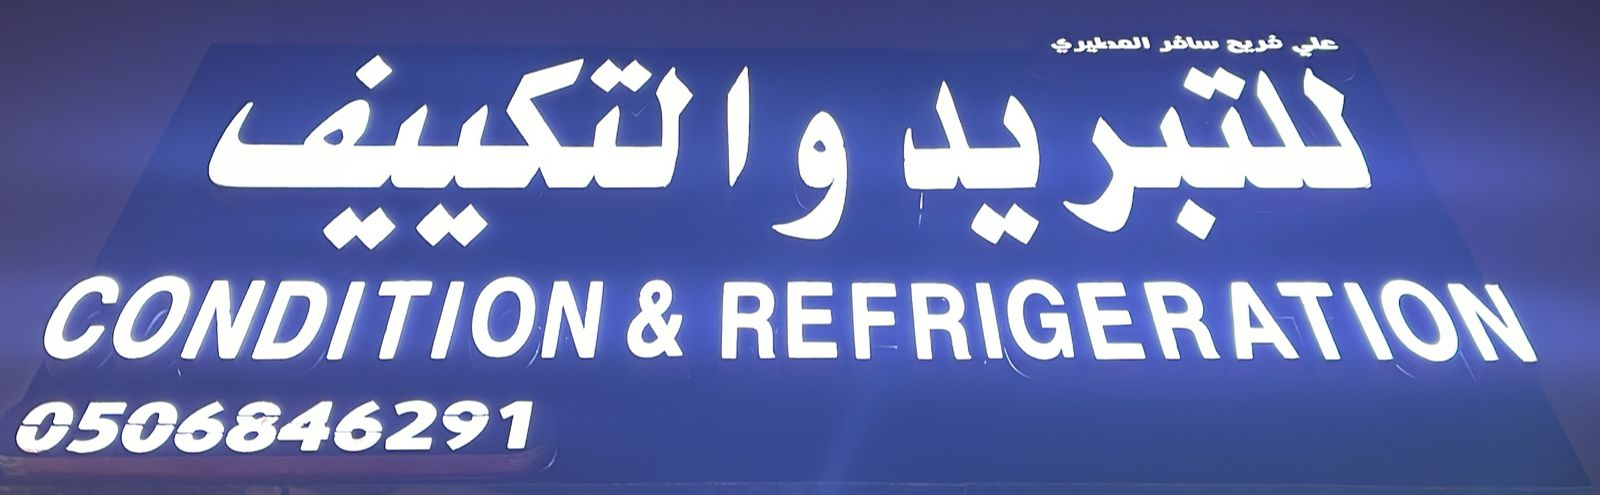 علي فريح سافر المطيري
للتبريد والتكييف
CONDITION & REFRIGERATION
0506846291